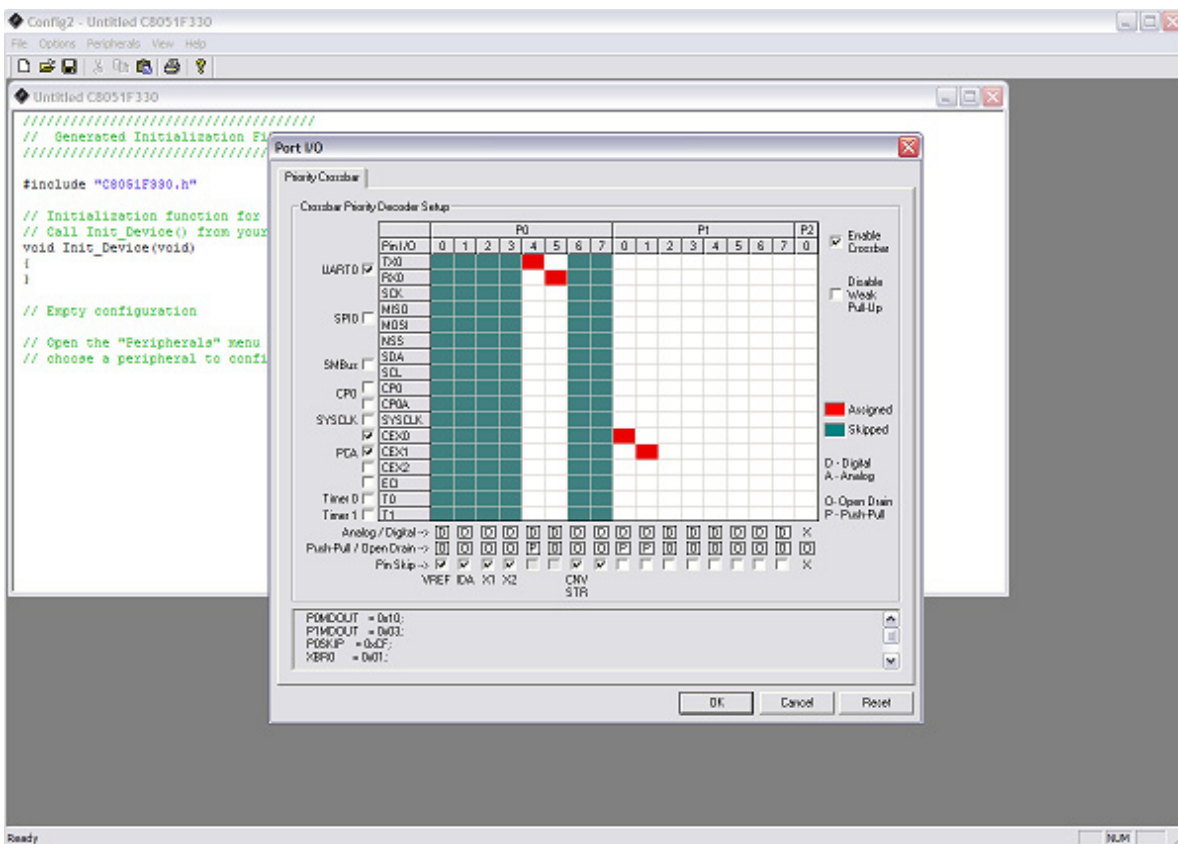 Config2 - Untitled C8051F330
File Options Peripherals View Help
Untitled C8051F330
//////////////////////////////////////
// Generated Initialization Fi
#include "C8051F330.h"
// Initialization function for
// Call Init_Device() from your
void Init_Device(void)
{
}
// Empty configuration
// Open the "Peripherals" menu
// choose a peripheral to confi
Port I/O
Priority Crossbar
Crossbar Priority Decoder Setup
P0 P1 P2
Pin I/O 0 1 2 3 4 5 6 7 0 1 2 3 4 5 6 7 0
UART0 TX0
RX0
SCK
SPI0 MISO
MOSI
NSS
SMBus SDA
SCL
CP0 CP0
CP0A
SYSCLK SYSCLK
CEX0
PCA CEX1
CEX2
ECI
Timer 0 T0
Timer 1 T1
Analog / Digital --> D D D D D D D D D D D D D D D D X
Push-Pull / Open Drain --> O O O O P O O O P P O O O O O O O
Pin Skip --> X
VREF IDA X1 X2 CNV
STR
Enable
Crossbar
Disable
Weak
Pull-Up
Assigned
Skipped
D - Digital
A - Analog
O- Open Drain
P - Push-Pull
P0MDOUT = 0x10;
P1MDOUT = 0x03;
P0SKIP = 0xCF;
XBR0 = 0x01;
OK Cancel Reset
Ready NUM